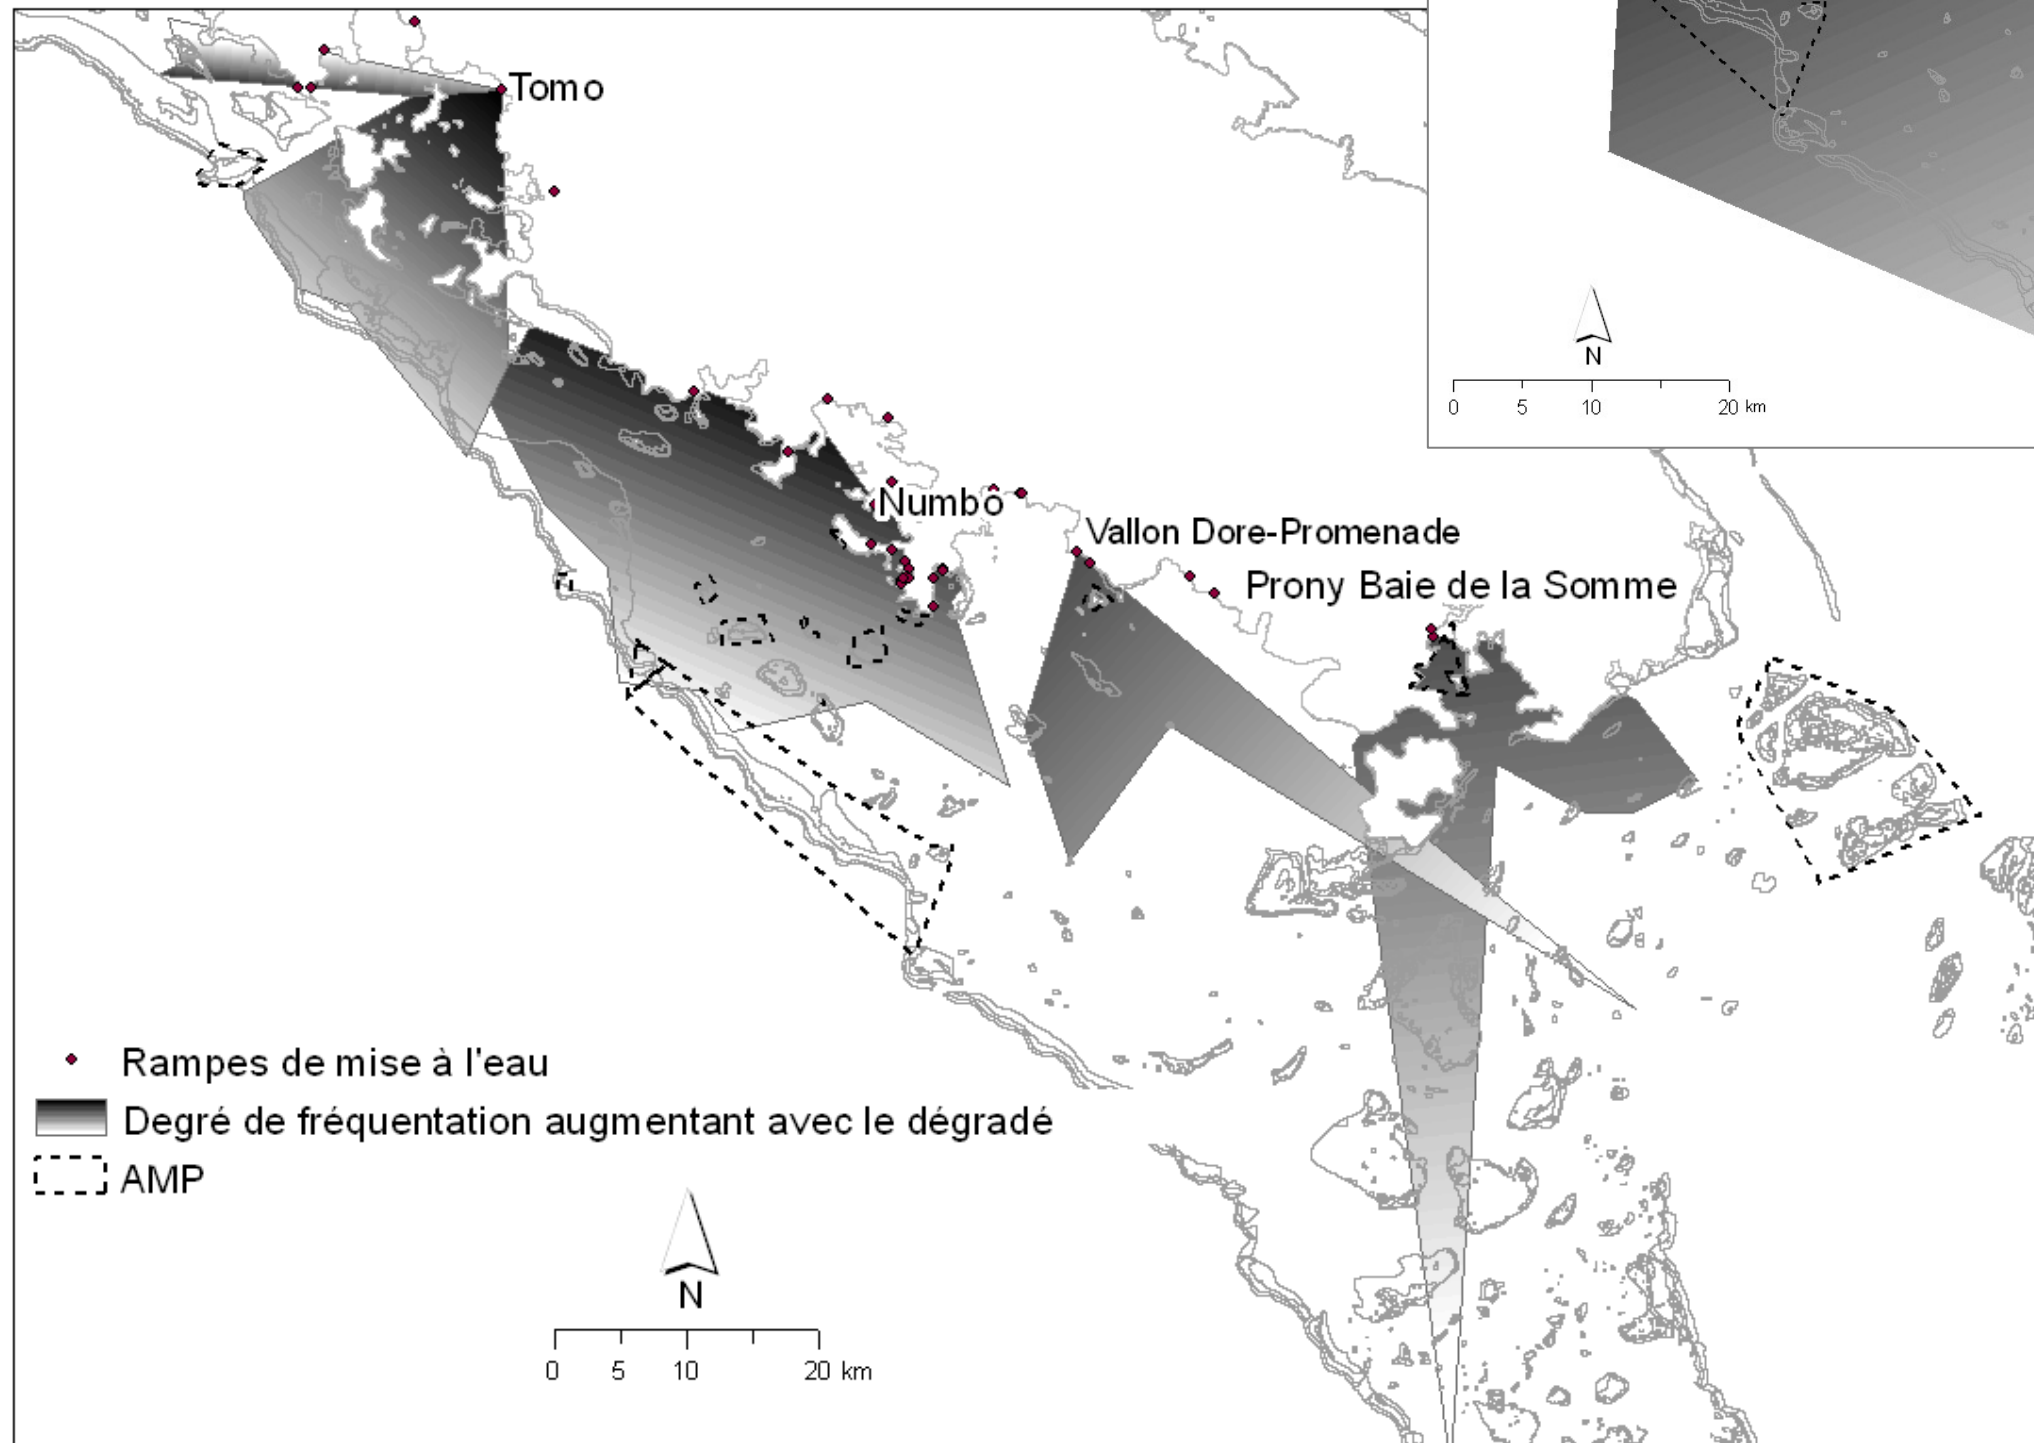 Tomo
N
0 5 10 20 km
Numbo
Vallon Dore-Promenade
Prony Baie de la Somme
Rampes de mise à l'eau
Degré de fréquentation augmentant avec le dégradé
AMP
N
0 5 10 20 km